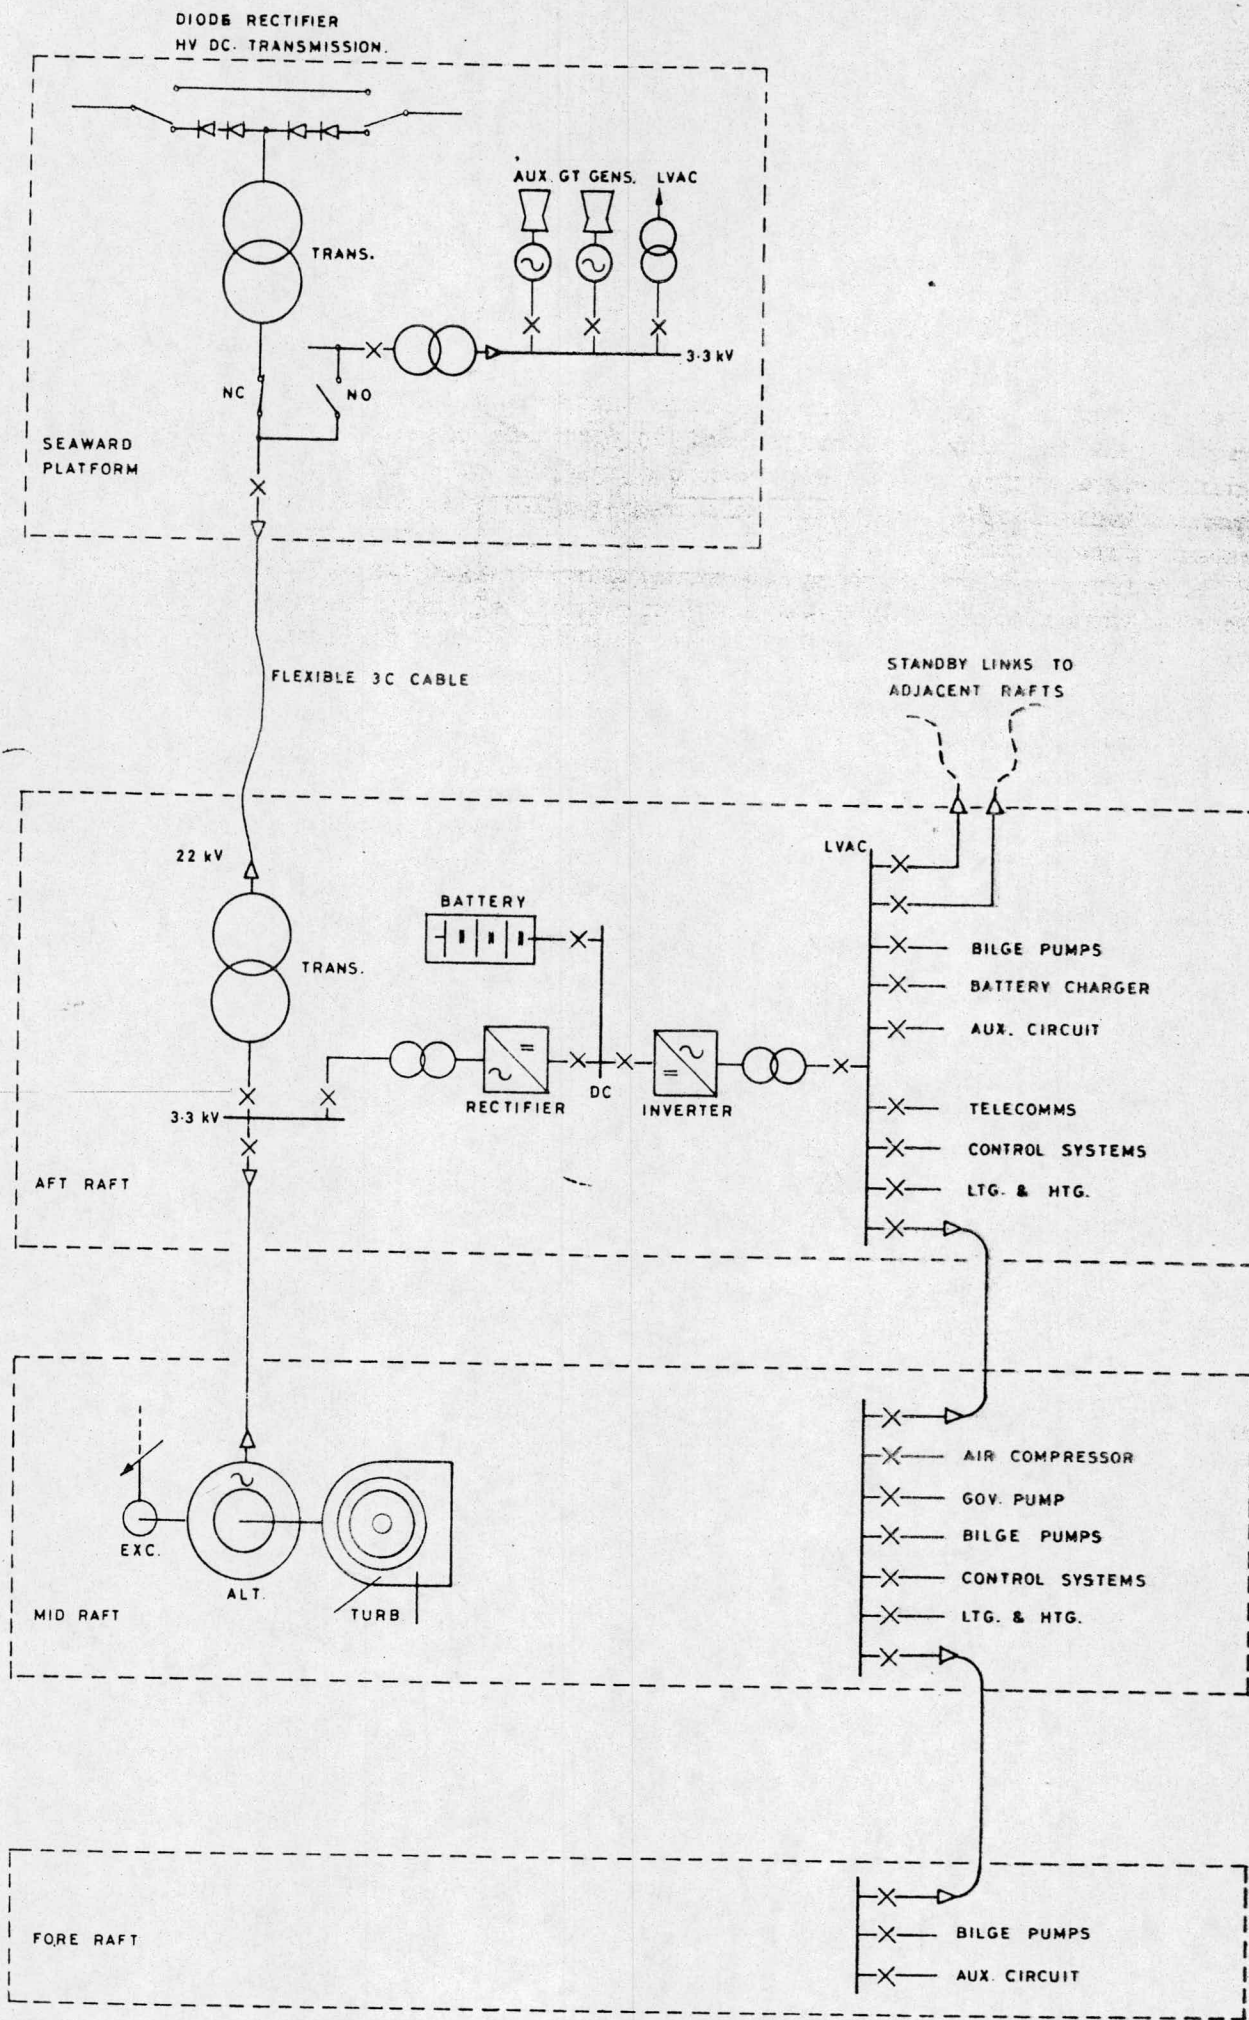 DIODE RECTIFIER
HV DC. TRANSMISSION.
AUX. GT GENS. LVAC
TRANS.
3·3 kV
NC
NO
SEAWARD
PLATFORM
FLEXIBLE 3C CABLE
STANDBY LINKS TO
ADJACENT RAFTS
22 kV
LVAC
BATTERY
BILGE PUMPS
TRANS.
BATTERY CHARGER
AUX. CIRCUIT
RECTIFIER
DC
INVERTER
3·3 kV
TELECOMMS
CONTROL SYSTEMS
AFT RAFT
LTG. & HTG.
AIR COMPRESSOR
GOV. PUMP
BILGE PUMPS
EXC.
CONTROL SYSTEMS
ALT.
TURB
MID RAFT
LTG. & HTG.
FORE RAFT
BILGE PUMPS
AUX. CIRCUIT